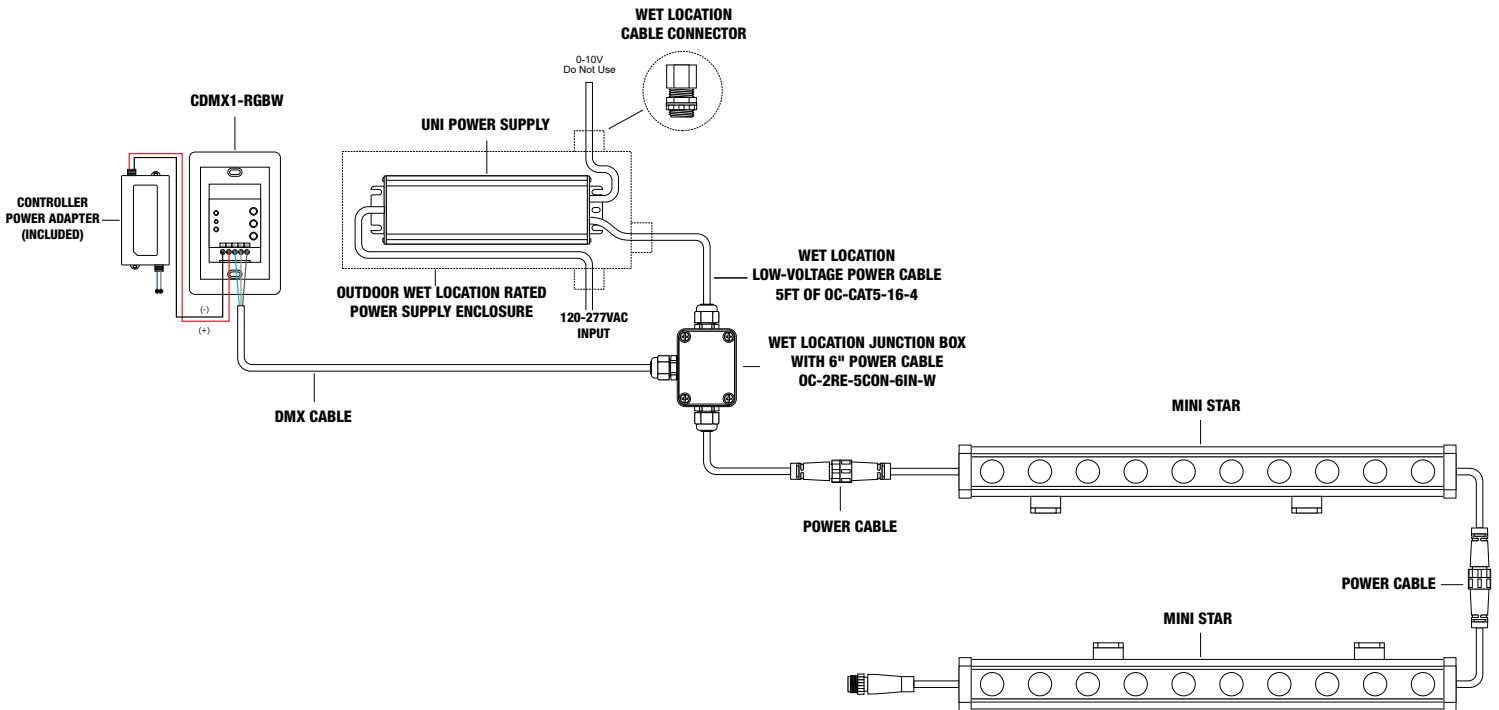 WET LOCATION
CABLE CONNECTOR
0-10V
Do Not Use
CDMX1-RGBW
UNI POWER SUPPLY
CONTROLLER
POWER ADAPTER
(INCLUDED)
WET LOCATION
LOW-VOLTAGE POWER CABLE
5FT OF OC-CAT5-16-4
OUTDOOR WET LOCATION RATED
POWER SUPPLY ENCLOSURE
120-277VAC
INPUT
(-)
(+)
WET LOCATION JUNCTION BOX
WITH 6" POWER CABLE
OC-2RE-5CON-6IN-W
DMX CABLE
MINI STAR
POWER CABLE
POWER CABLE
MINI STAR